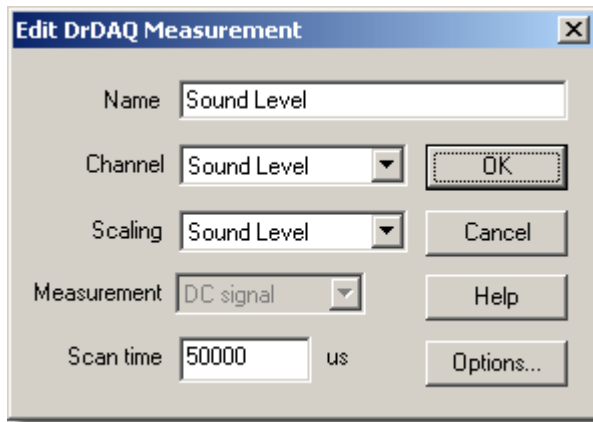 Edit DrDAQ Measurement
Name Sound Level
Channel Sound Level OK
Scaling Sound Level Cancel
Measurement DC signal Help
Scan time 50000 us Options...